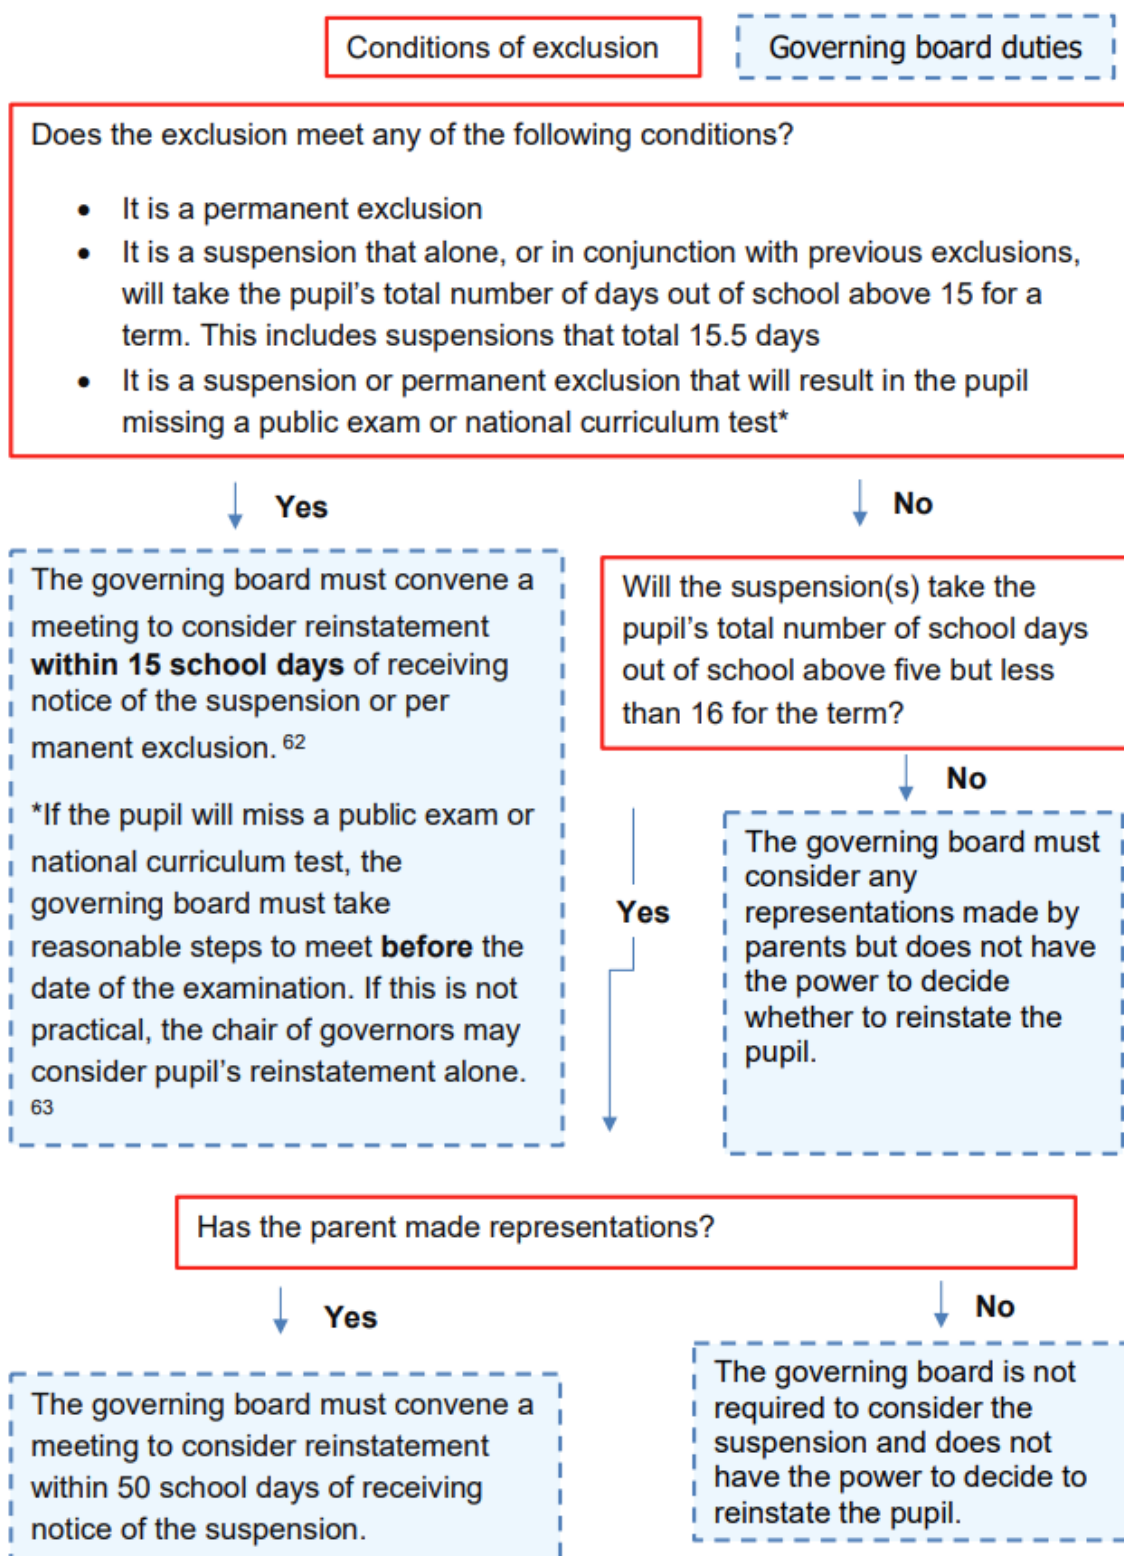 Conditions of exclusion
Governing board duties
Does the exclusion meet any of the following conditions?
• It is a permanent exclusion
• It is a suspension that alone, or in conjunction with previous exclusions,
will take the pupil's total number of days out of school above 15 for a
term. This includes suspensions that total 15.5 days
• It is a suspension or permanent exclusion that will result in the pupil
missing a public exam or national curriculum test*
Yes
No
The governing board must convene a
meeting to consider reinstatement
within 15 school days of receiving
notice of the suspension or per
manent exclusion. 62
*If the pupil will miss a public exam or
national curriculum test, the
governing board must take
reasonable steps to meet before the
date of the examination. If this is not
practical, the chair of governors may
consider pupil's reinstatement alone.
63
Will the suspension(s) take the
pupil's total number of school days
out of school above five but less
than 16 for the term?
No
Yes
The governing board must
consider any
representations made by
parents but does not have
the power to decide
whether to reinstate the
pupil.
Has the parent made representations?
Yes
No
The governing board must convene a
meeting to consider reinstatement
within 50 school days of receiving
notice of the suspension.
The governing board is not
required to consider the
suspension and does not
have the power to decide to
reinstate the pupil.